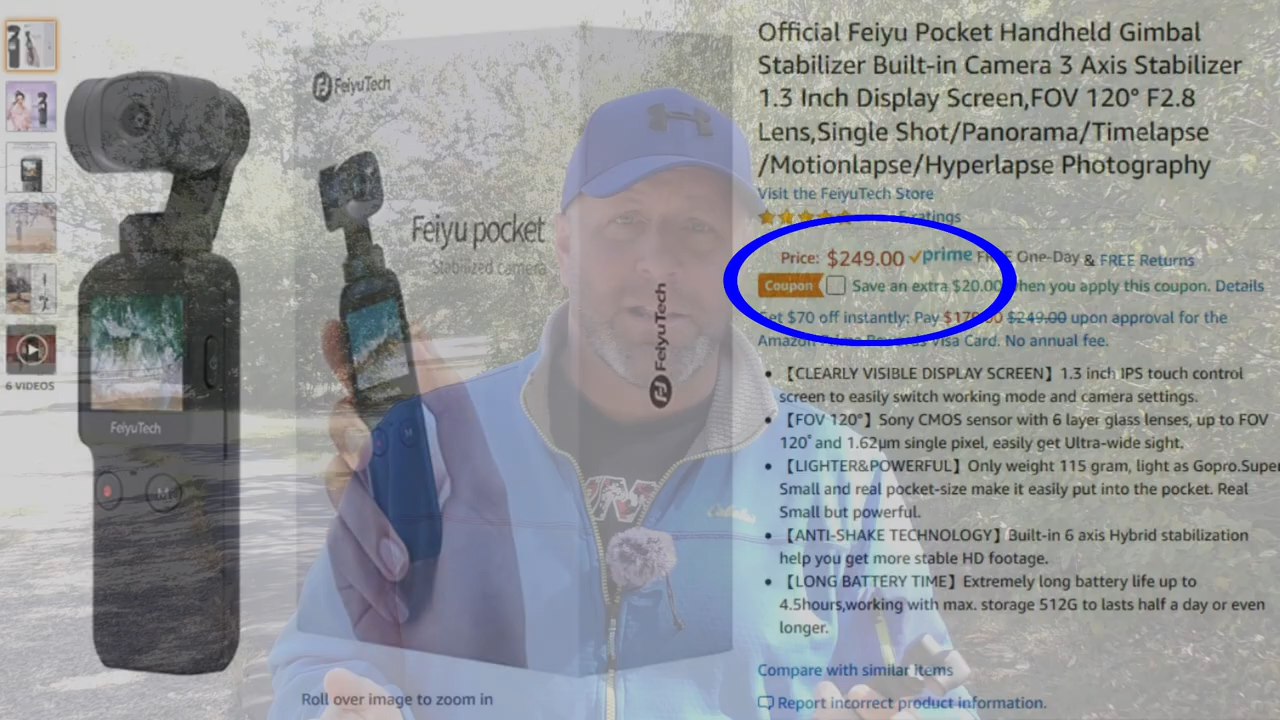 Official Feiyu Pocket Handheld Gimbal
Stabilizer Built-in Camera 3 Axis Stabilizer
1.3 Inch Display Screen,FOV 120° F2.8
Lens,Single Shot/Panorama/Timelapse
/Motionlapse/Hyperlapse Photography
Visit the FeiyuTech Store
ratings
Price: $249.00 prime FREE One-Day & FREE Returns
Coupon Save an extra $20.00 when you apply this coupon. Details
Get $70 off instantly: Pay $179.00 $249.00 upon approval for the
Amazon Prime Rewards Visa Card. No annual fee.
• 【CLEARLY VISIBLE DISPLAY SCREEN】1.3 inch IPS touch control
screen to easily switch working mode and camera settings.
• 【FOV 120°】Sony CMOS sensor with 6 layer glass lenses, up to FOV
120° and 1.62μm single pixel, easily get Ultra-wide sight.
• 【LIGHTER&POWERFUL】Only weight 115 gram, light as Gopro.Super
Small and real pocket-size make it easily put into the pocket. Real
Small but powerful.
• 【ANTI-SHAKE TECHNOLOGY】Built-in 6 axis Hybrid stabilization
help you get more stable HD footage.
• 【LONG BATTERY TIME】Extremely long battery life up to
4.5hours,working with max. storage 512G to lasts half a day or even
longer.
Compare with similar items
Report incorrect product information.
FeiyuTech
Feiyu pocket
Stabilized camera
FeiyuTech
FeiyuTech
M
6 VIDEOS
Roll over image to zoom in
Columbia